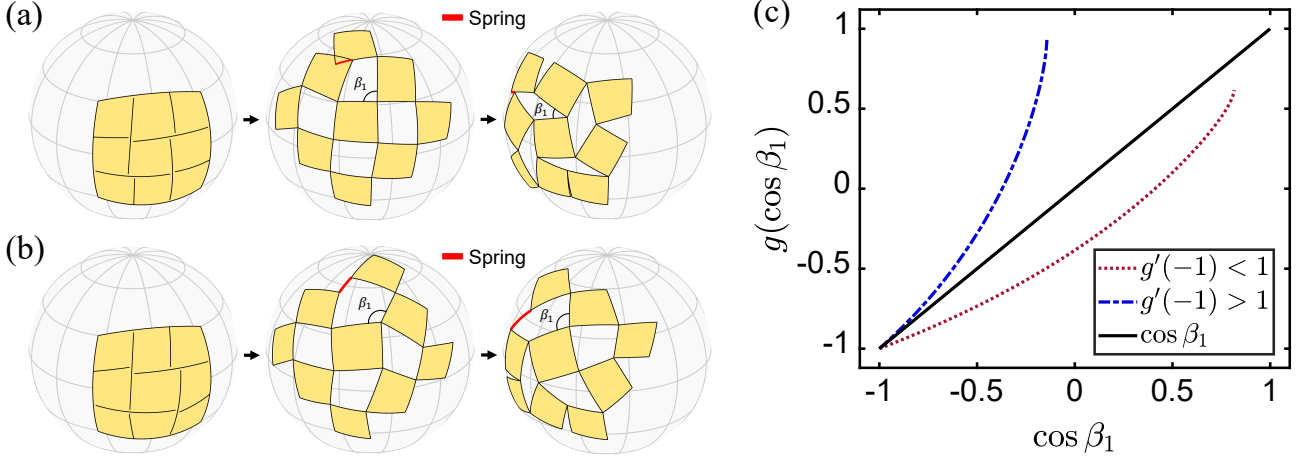 (a)
Spring
β₁
β₁
(b)
Spring
β₁
β₁
(c)
g(cos β₁)
1
0.5
0
-0.5
-1
-1
-0.5
0
0.5
1
cos β₁
g′(−1) < 1
g′(−1) > 1
cos β₁